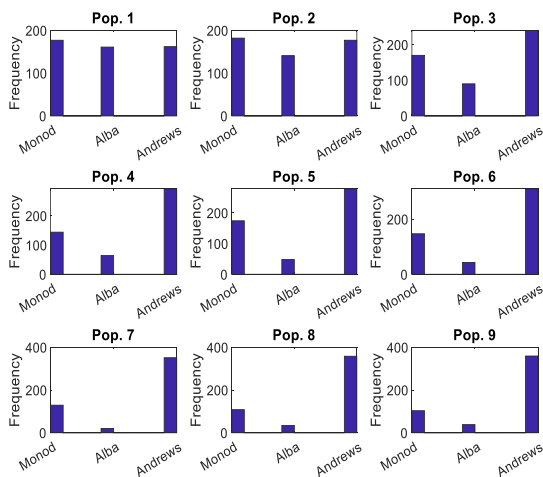 Pop. 1 Pop. 2 Pop. 3
Frequency 200 100 0 Monod Alba Andrews
Frequency 200 100 0 Monod Alba Andrews
Frequency 200 100 0 Monod Alba Andrews
Pop. 4 Pop. 5 Pop. 6
Frequency 200 100 0 Monod Alba Andrews
Frequency 200 100 0 Monod Alba Andrews
Frequency 200 0 Monod Alba Andrews
Pop. 7 Pop. 8 Pop. 9
Frequency 400 200 0 Monod Alba Andrews
Frequency 400 200 0 Monod Alba Andrews
Frequency 400 200 0 Monod Alba Andrews